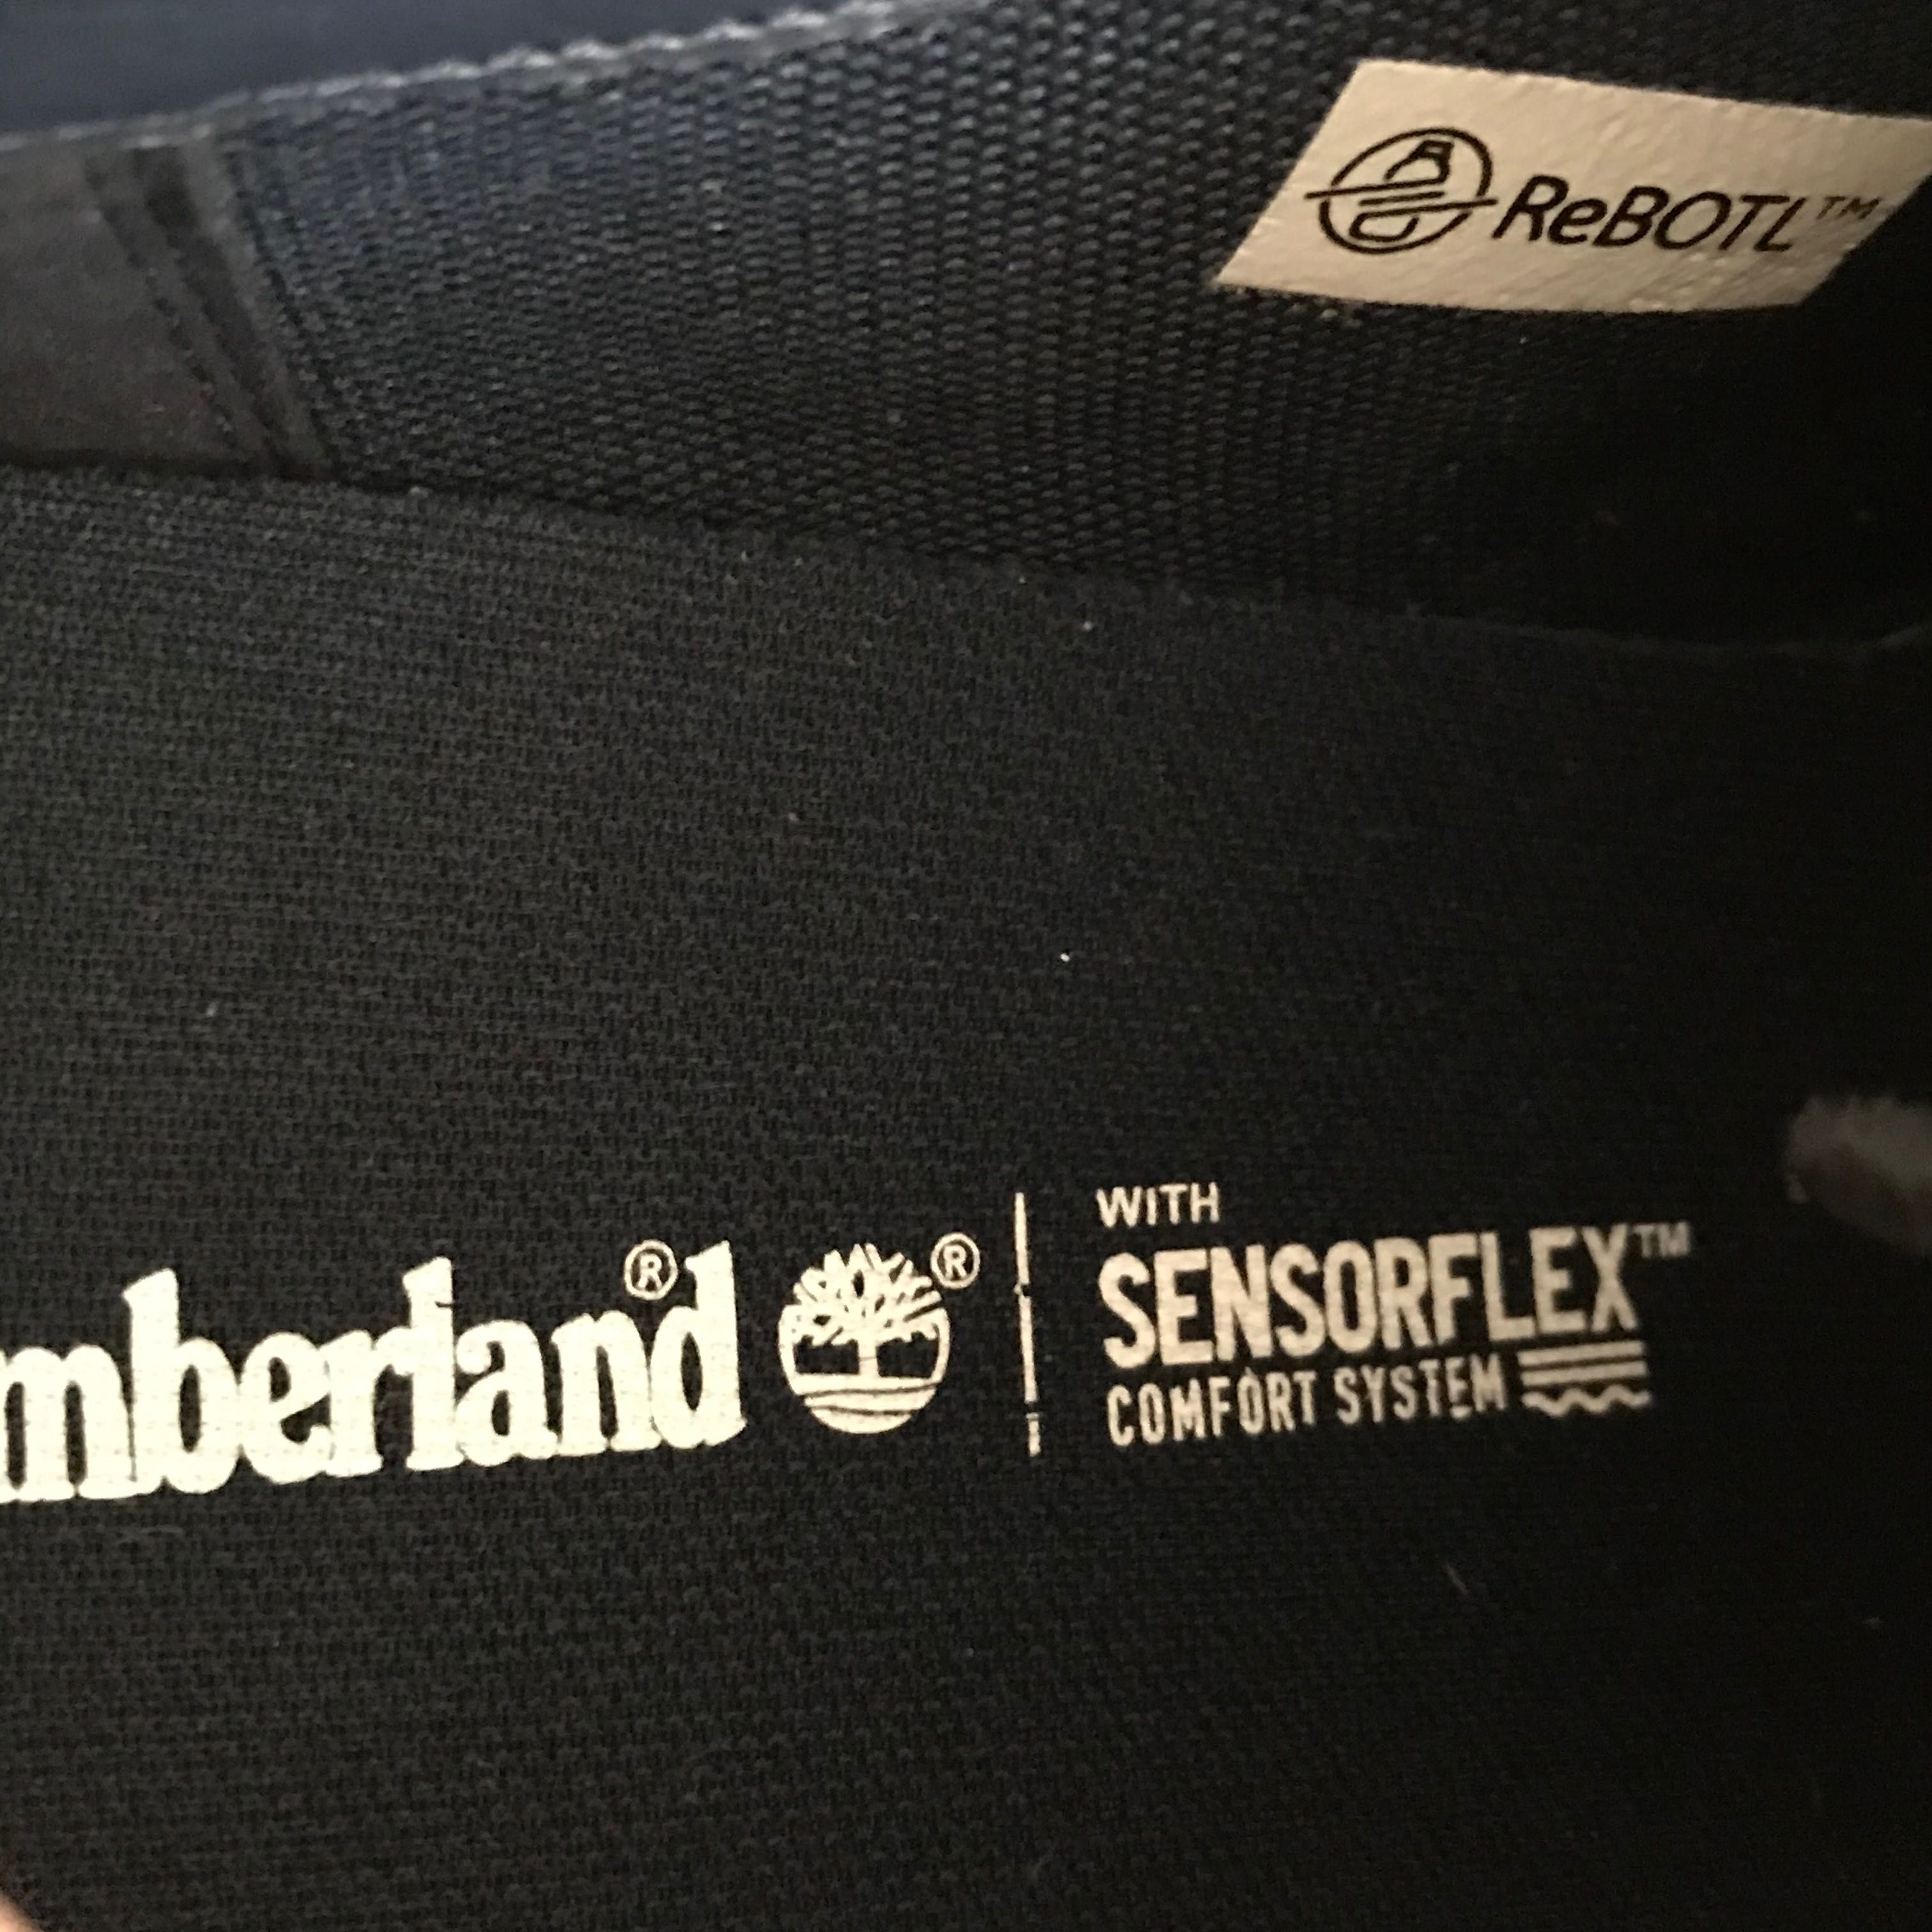 ReBOTL™
mberland® ®
WITH
SENSORFLEX™
COMFORT SYSTEM